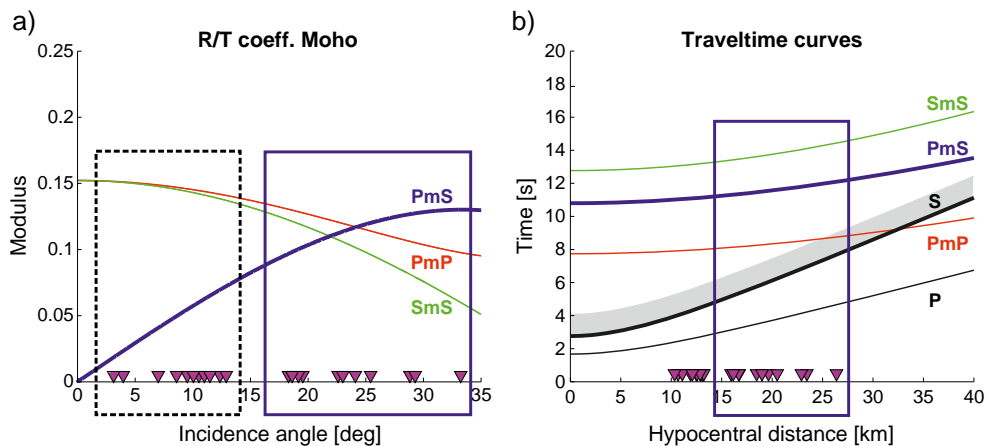 a)
R/T coeff. Moho
0.25
0.2
0.15
0.1
0.05
0
Modulus
PmS
PmP
SmS
0 5 10 15 20 25 30 35
Incidence angle [deg]
b)
Traveltime curves
20
18
16
14
12
10
8
6
4
2
0
Time [s]
SmS
PmS
S
PmP
P
0 5 10 15 20 25 30 35 40
Hypocentral distance [km]